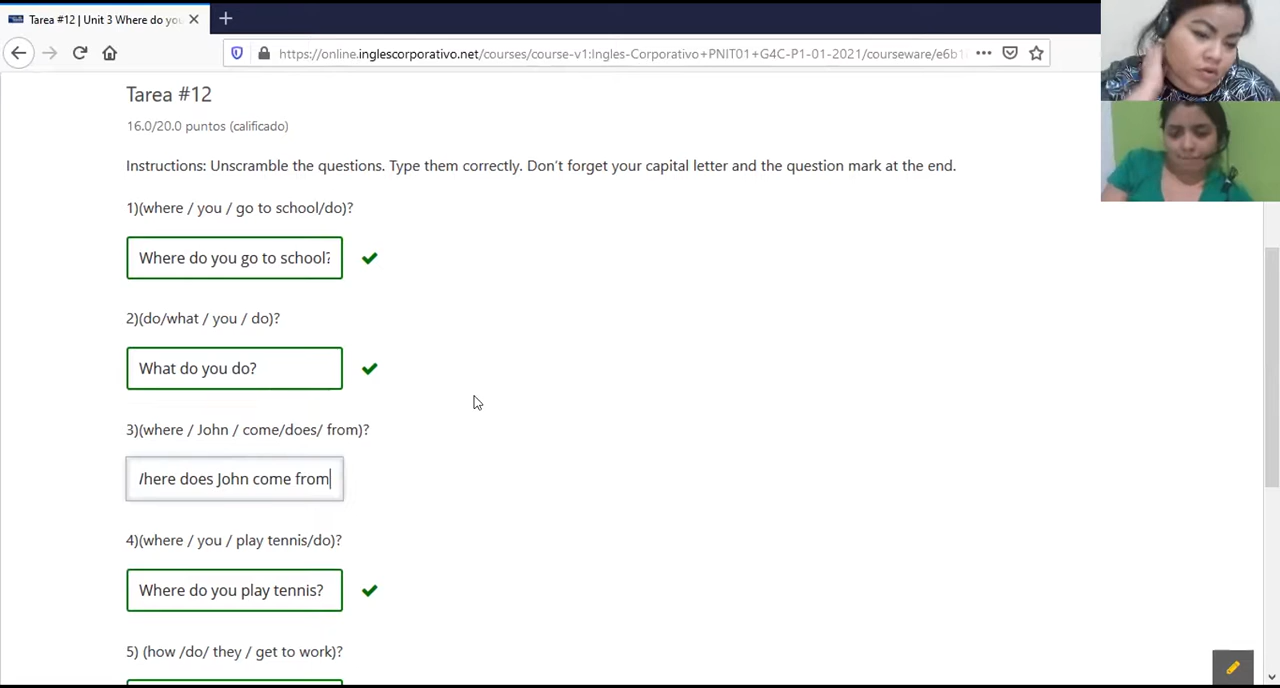 Tarea #12 | Unit 3 Where do you
https://online.inglescorporativo.net/courses/course-v1:Ingles-Corporativo+PNIT01+G4C-P1-01-2021/courseware/e6b1
Tarea #12
16.0/20.0 puntos (calificado)
Instructions: Unscramble the questions. Type them correctly. Don't forget your capital letter and the question mark at the end.
1)(where / you / go to school/do)?
Where do you go to school?
2)(do/what / you / do)?
What do you do?
3)(where / John / come/does/ from)?
here does John come from
4)(where / you / play tennis/do)?
Where do you play tennis?
5) (how /do/ they / get to work)?